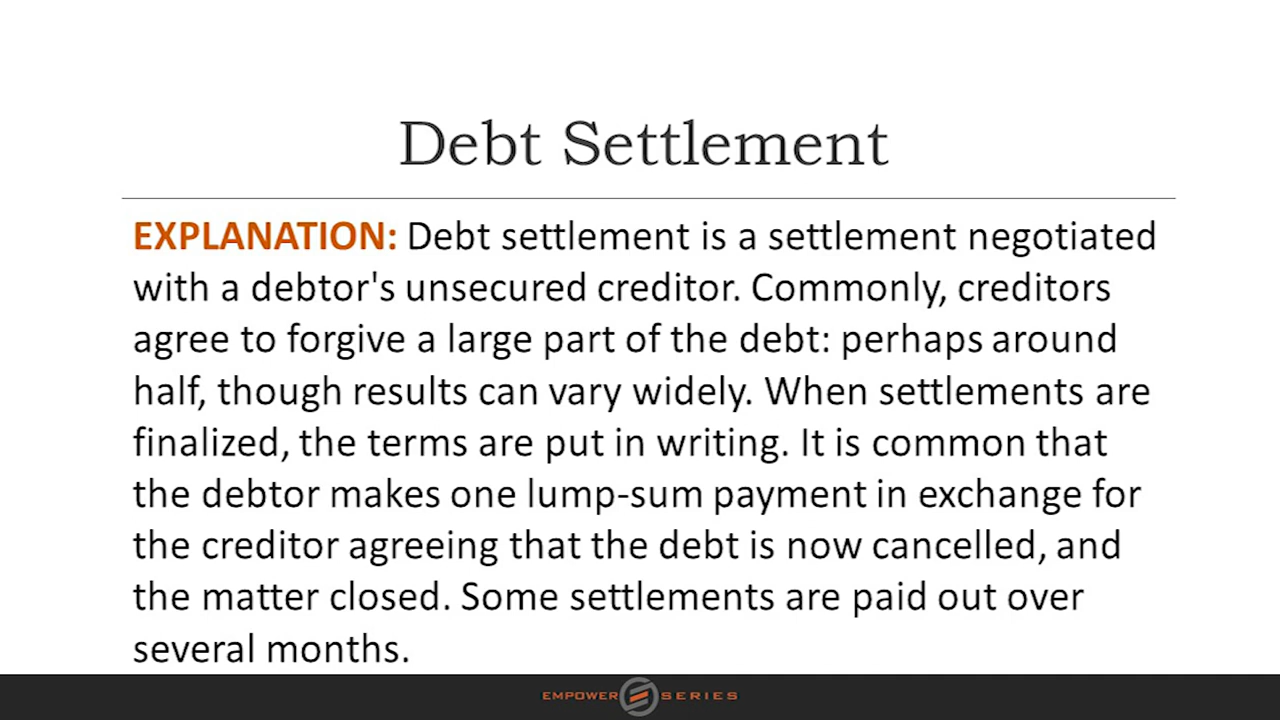 Debt Settlement
EXPLANATION: Debt settlement is a settlement negotiated
with a debtor's unsecured creditor. Commonly, creditors
agree to forgive a large part of the debt: perhaps around
half, though results can vary widely. When settlements are
finalized, the terms are put in writing. It is common that
the debtor makes one lump-sum payment in exchange for
the creditor agreeing that the debt is now cancelled, and
the matter closed. Some settlements are paid out over
several months.
EMPOWER SERIES